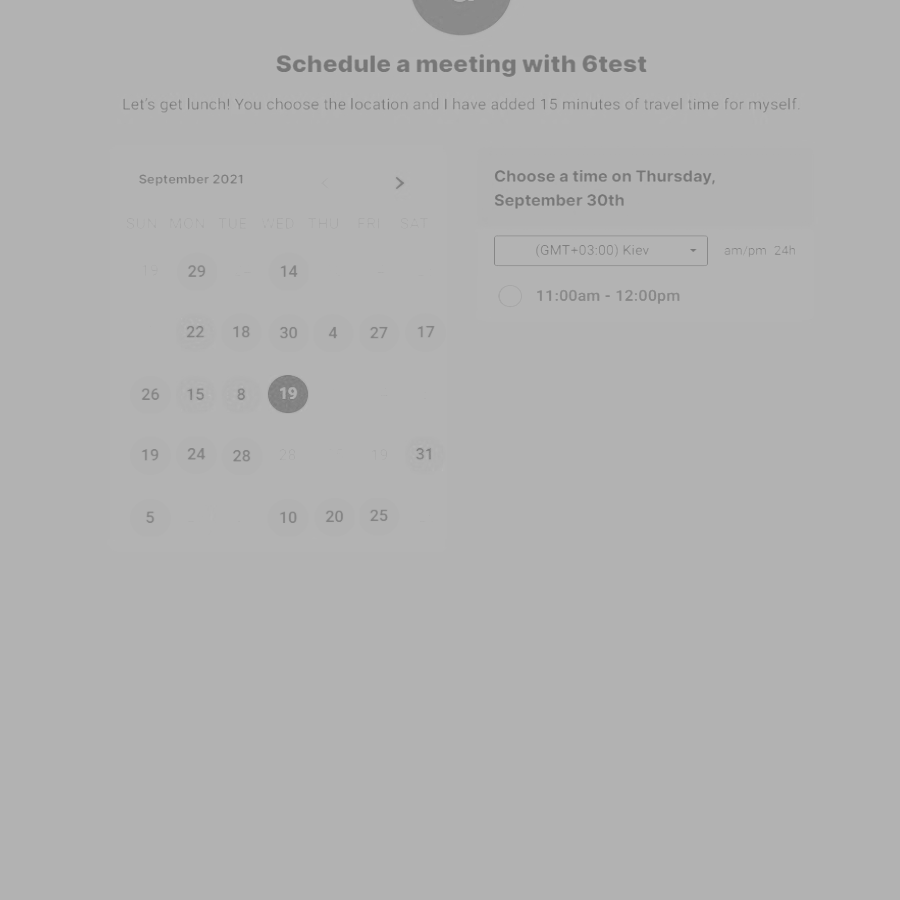 Schedule a meeting with 6test
Let's get lunch! You choose the location and I have added 15 minutes of travel time for myself.
September 2021
SUN MON TUE WED THU FRI SAT
19 29 - 14 -
22 18 30 4 27 17
26 15 8 19
19 24 28 28 19 31
5 10 20 25
Choose a time on Thursday,
September 30th
(GMT+03:00) Kiev am/pm 24h
11:00am - 12:00pm